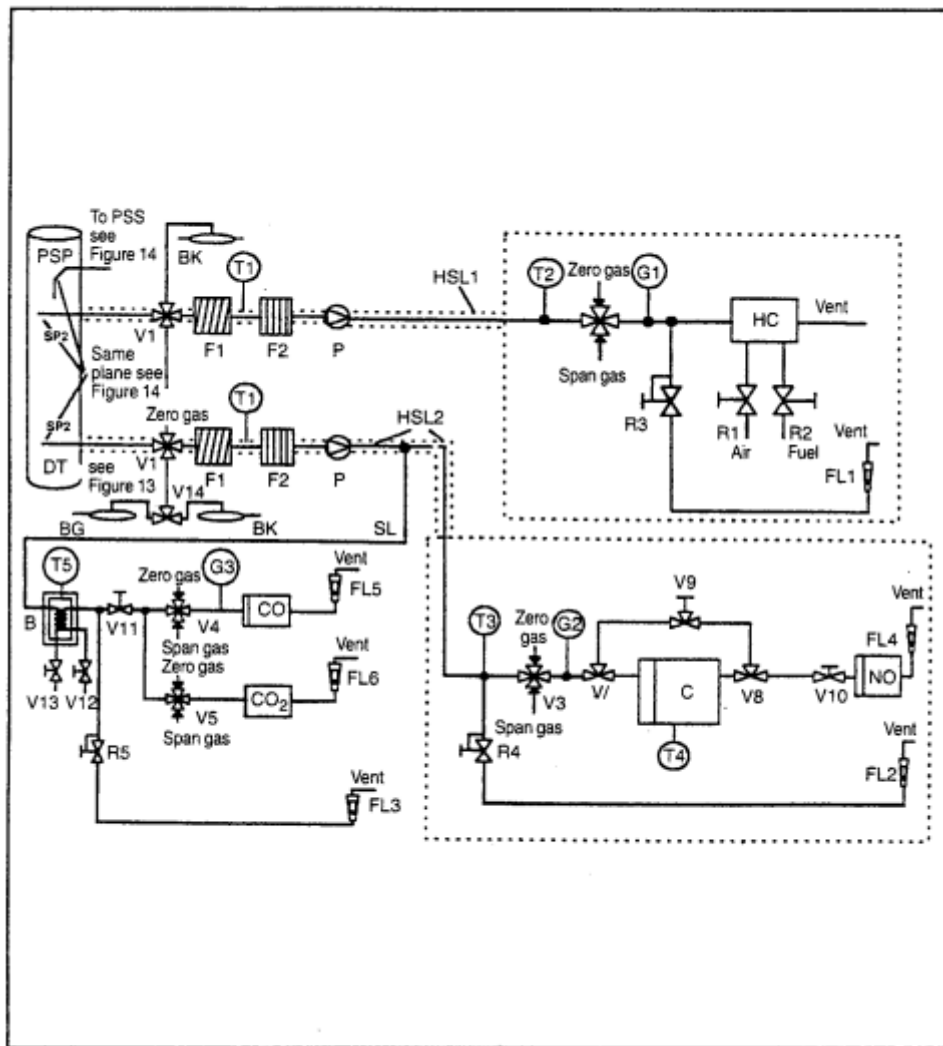 To PSS
see
Figure 14
PSP
BK
T1
HSL1
T2
Zero gas
G1
HC
Vent
SP2
V1
F1
F2
P
Span gas
Same
plane see
Figure 14
R3
R1
Air
R2
Fuel
Vent
FL1
Zero gas
T1
HSL2
SP2
DT
see
Figure 13
V1
F1
F2
P
V14
BG
BK
SL
T5
Zero gas
G3
Vent
FL5
CO
B
V11
Span gas
V4
Zero gas
Vent
FL6
CO2
V13
V12
V5
Span gas
R5
Vent
FL3
V9
T3
Zero
gas
G2
Vent
FL4
V3
V/
C
V8
V10
NO
Span
gas
R4
T4
Vent
FL2